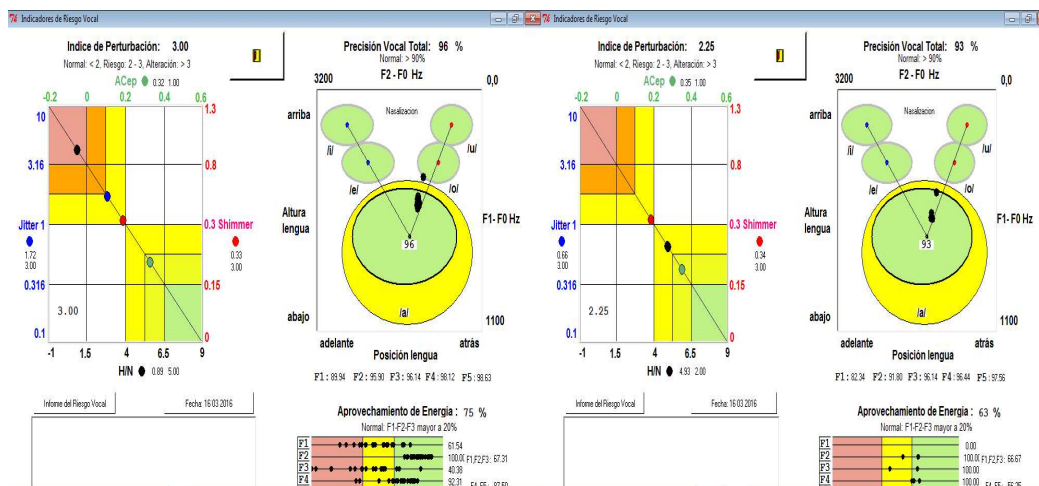 Indicadores de Riesgo Vocal
Indice de Perturbación: 3.00
Normal: < 2, Riesgo: 2 - 3, Alteración: > 3
ACep 0.32 1.00
-0.2 0 0.2 0.4 0.6
10
3.16
Jitter 1
1.72
3.00
0.316
0.1
1.3
0.8
0.3 Shimmer
0.33
3.00
0.15
0
3.00
-1 1.5 4 6.5 9
H/N 0.89 5.00
Informe del Riesgo Vocal
Fecha: 16 03 2016
Precisión Vocal Total: 96 %
Normal: > 90%
F2 - F0 Hz
3200
0,0
arriba
Nasalizacion
/i/
/u/
/e/
/o/
Altura
lengua
F1- F0 Hz
96
/a/
abajo
1100
adelante
atrás
Posición lengua
F1: 89.94 F2: 95.90 F3: 96.14 F4: 98.12 F5: 98.63
Aprovechamiento de Energia: 75 %
Normal: F1-F2-F3 mayor a 20%
F1 61.54
F2 100.00 F1,F2,F3: 67.31
F3 40.38
F4 92.31
Indicadores de Riesgo Vocal
Indice de Perturbación: 2.25
Normal: < 2, Riesgo: 2 - 3, Alteración: > 3
ACep 0.35 1.00
-0.2 0 0.2 0.4 0.6
10
3.16
Jitter 1
0.66
3.00
0.316
0.1
1.3
0.8
0.3 Shimmer
0.34
3.00
0.15
0
2.25
-1 1.5 4 6.5 9
H/N 4.93 2.00
Informe del Riesgo Vocal
Fecha: 16 03 2016
Precisión Vocal Total: 93 %
Normal: > 90%
F2 - F0 Hz
3200
0,0
arriba
Nasalizacion
/i/
/u/
/e/
/o/
Altura
lengua
F1- F0 Hz
93
/a/
abajo
1100
adelante
atrás
Posición lengua
F1: 82.34 F2: 91.80 F3: 96.14 F4: 96.44 F5: 97.56
Aprovechamiento de Energia: 63 %
Normal: F1-F2-F3 mayor a 20%
F1 0.00
F2 100.00 F1,F2,F3: 66.67
F3 100.00
F4 100.00